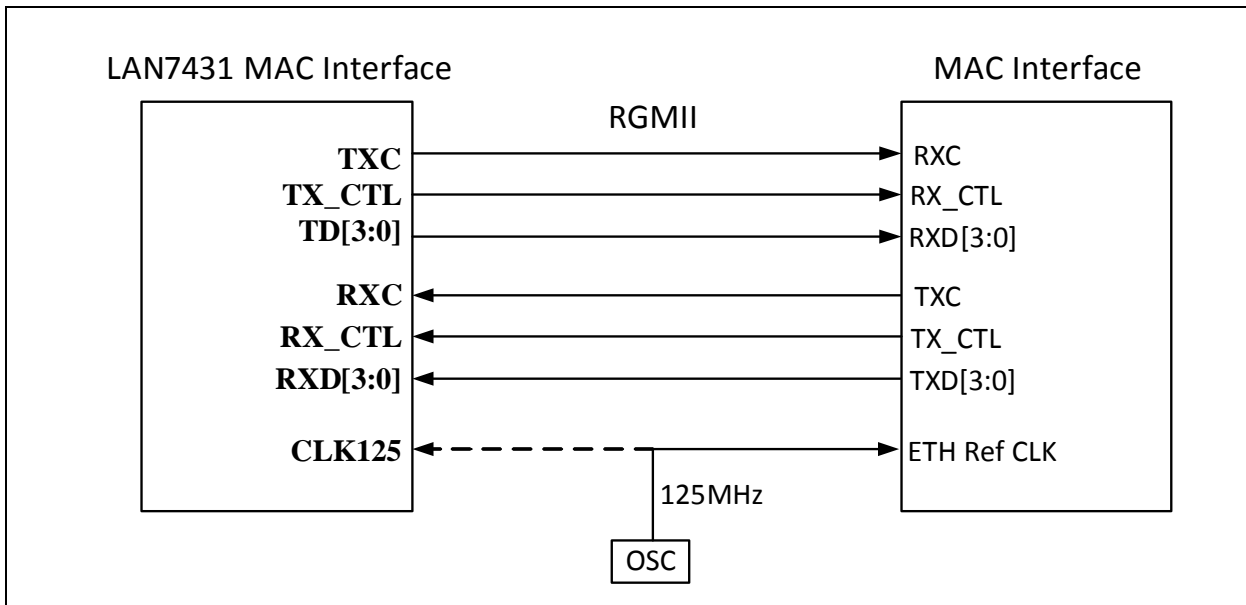 LAN7431 MAC Interface
MAC Interface
RGMII
TXC
RXC
TX_CTL
RX_CTL
TD[3:0]
RXD[3:0]
RXC
TXC
RX_CTL
TX_CTL
RXD[3:0]
TXD[3:0]
CLK125
ETH Ref CLK
125MHz
OSC